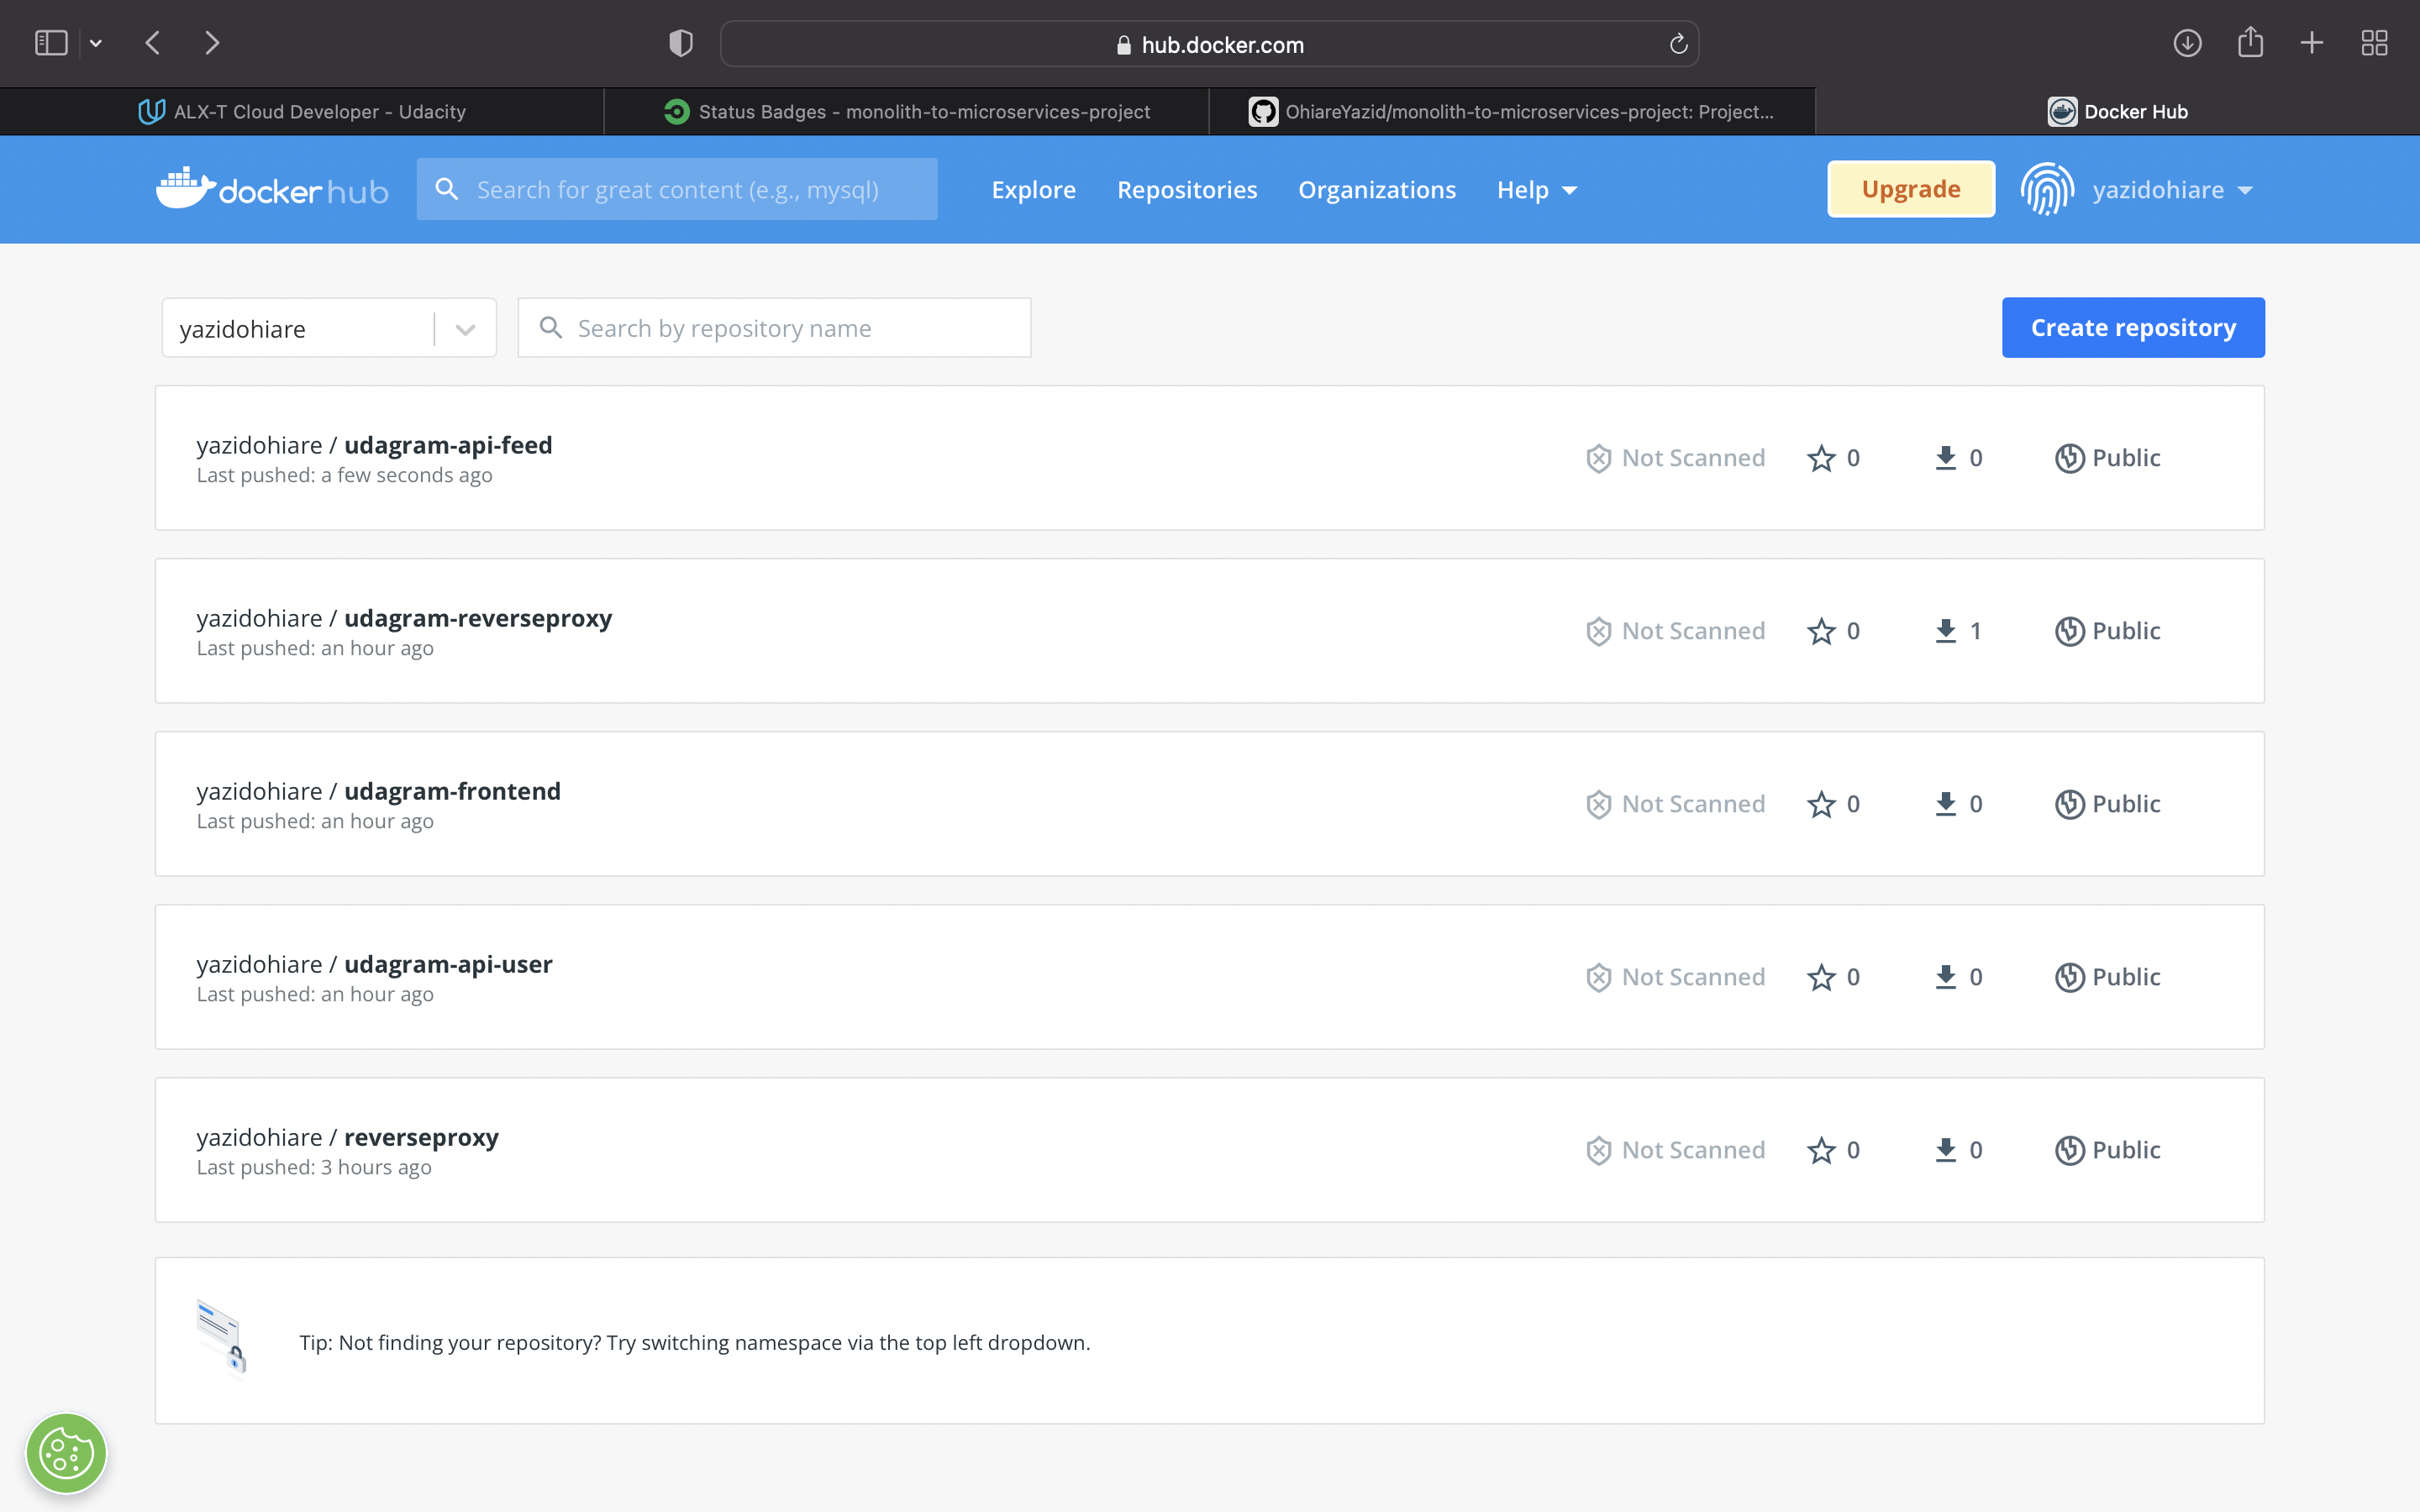 hub.docker.com
ALX-T Cloud Developer - Udacity
Status Badges - monolith-to-microservices-project
OhiareYazid/monolith-to-microservices-project: Project...
Docker Hub
docker hub
Search for great content (e.g., mysql)
Explore
Repositories
Organizations
Help
Upgrade
yazidohiare
yazidohiare
Search by repository name
Create repository
yazidohiare / udagram-api-feed
Last pushed: a few seconds ago
Not Scanned
0
0
Public
yazidohiare / udagram-reverseproxy
Last pushed: an hour ago
Not Scanned
0
1
Public
yazidohiare / udagram-frontend
Last pushed: an hour ago
Not Scanned
0
0
Public
yazidohiare / udagram-api-user
Last pushed: an hour ago
Not Scanned
0
0
Public
yazidohiare / reverseproxy
Last pushed: 3 hours ago
Not Scanned
0
0
Public
Tip: Not finding your repository? Try switching namespace via the top left dropdown.